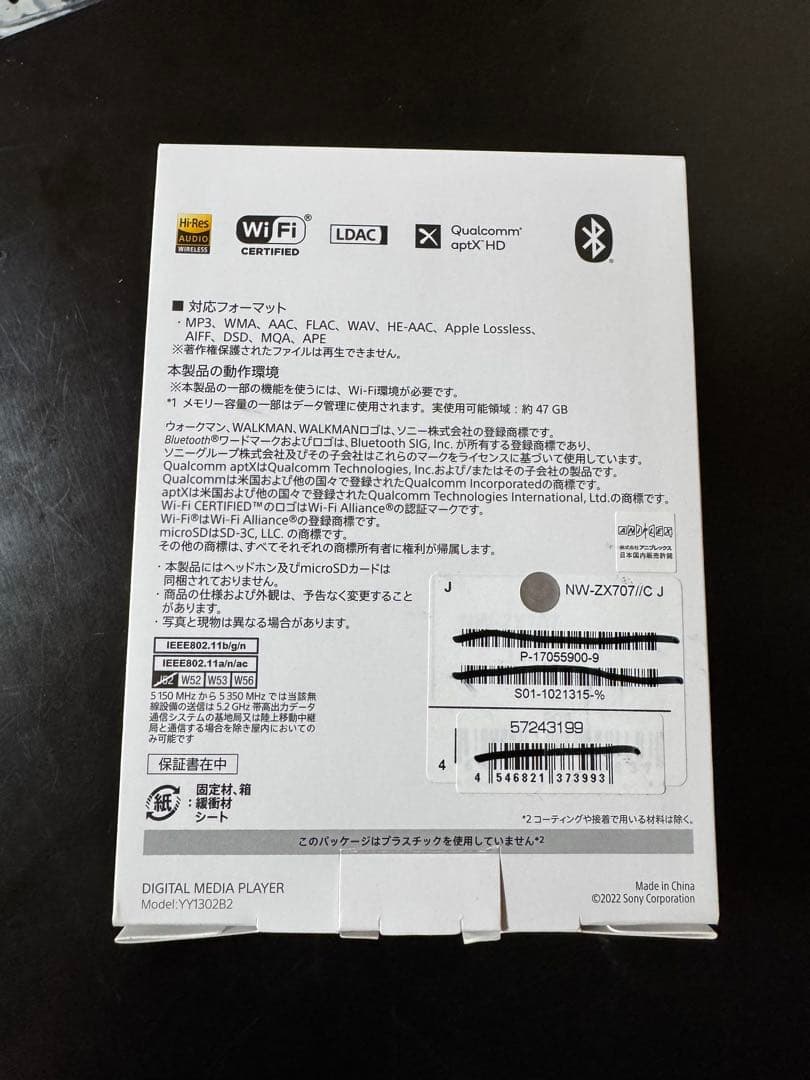 Hi-Res
AUDIO
WIRELESS
Wi Fi®
CERTIFIED
LDAC
Qualcomm®
aptX™ HD
■ 対応フォーマット
・MP3、WMA、AAC、FLAC、WAV、HE-AAC、Apple Lossless、
AIFF、DSD、MQA、APE
※著作権保護されたファイルは再生できません。
本製品の動作環境
※本製品の一部の機能を使うには、Wi-Fi環境が必要です。
*1 メモリー容量の一部はデータ管理に使用されます。実使用可能領域：約 47 GB
ウォークマン、WALKMAN、WALKMANロゴは、ソニー株式会社の登録商標です。
Bluetooth®ワードマークおよびロゴは、Bluetooth SIG, Inc. が所有する登録商標であり、
ソニーグループ株式会社及びその子会社はこれらのマークをライセンスに基づいて使用しています。
Qualcomm aptXはQualcomm Technologies, Inc.および/またはその子会社の製品です。
Qualcommは米国および他の国々で登録されたQualcomm Incorporatedの商標です。
aptXは米国および他の国々で登録されたQualcomm Technologies International, Ltd.の商標です。
Wi-Fi CERTIFIED™のロゴはWi-Fi Alliance®の認証マークです。
Wi-Fi®はWi-Fi Alliance®の登録商標です。
microSDはSD-3C, LLC. の商標です。
その他の商標は、すべてそれぞれの商標所有者に権利が帰属します。
ANIPLEX
株式会社アニプレックス
日本国内販売許諾
・本製品にはヘッドホン及びmicroSDカードは
同梱されておりません。
・商品の仕様および外観は、予告なく変更すること
があります。
・写真と現物は異なる場合があります。
J
NW-ZX707//C J
P-17055900-9
S01-1021315-%
57243199
4
4 546821 373993
IEEE802.11b/g/n
IEEE802.11a/n/ac
J52 W52 W53 W56
5 150 MHz から 5 350 MHz では当該無
線設備の送信は 5.2 GHz 帯高出力データ
通信システムの基地局又は陸上移動中継
局と通信する場合を除き屋内においての
み可能です
保証書在中
紙
固定材、箱
：緩衝材
シート
*2 コーティングや接着で用いる材料は除く。
このパッケージはプラスチックを使用していません*2
DIGITAL MEDIA PLAYER
Model:YY1302B2
Made in China
©2022 Sony Corporation